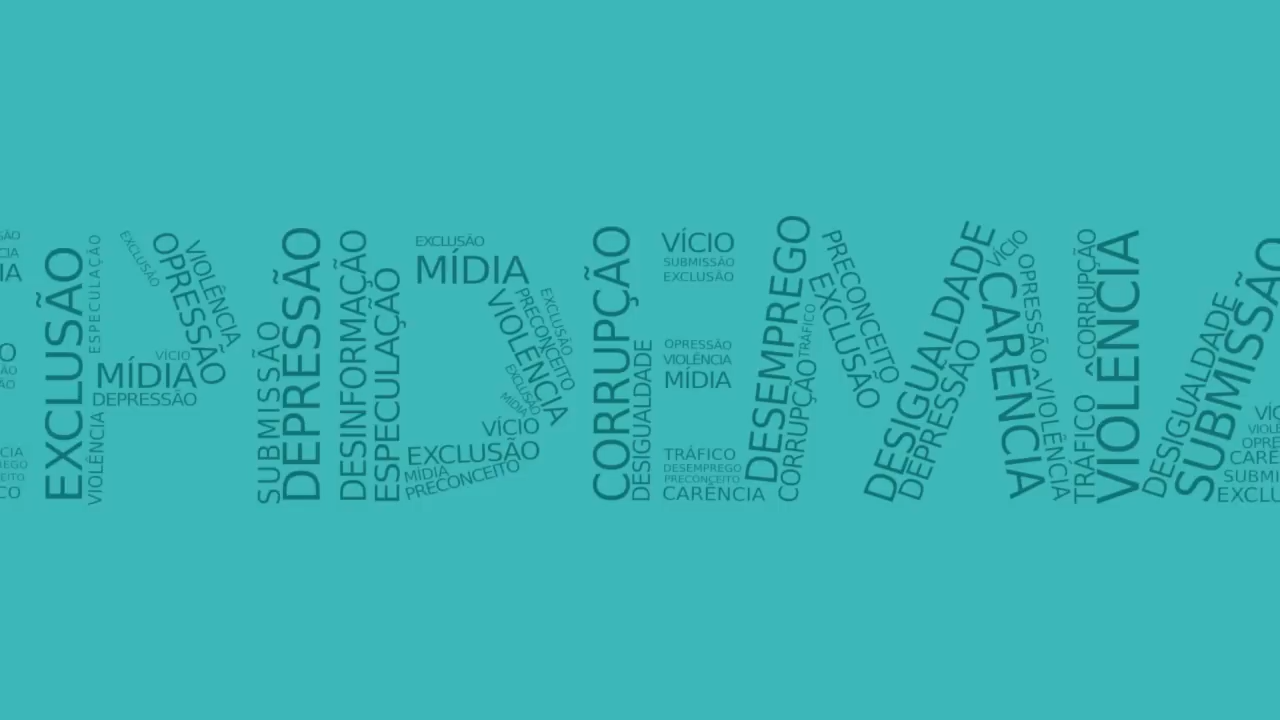 EXCLUSÃO
ESPECULAÇÃO
VIOLÊNCIA
EXCLUSÃO
OPRESSÃO
VIOLÊNCIA
VÍCIO
MÍDIA
DEPRESSÃO
SUBMISSÃO
DEPRESSÃO
DESINFORMAÇÃO
ESPECULAÇÃO
EXCLUSÃO
MÍDIA
VIOLÊNCIA
PRECONCEITO
EXCLUSÃO
EXCLUSÃO
MÍDIA
VÍCIO
EXCLUSÃO
MÍDIA
PRECONCEITO
CORRUPÇÃO
DESIGUALDADE
VÍCIO
SUBMISSÃO
EXCLUSÃO
OPRESSÃO
VIOLÊNCIA
MÍDIA
TRÁFICO
DESEMPREGO
PRECONCEITO
CARÊNCIA
DESEMPREGO
CORRUPÇÃO
TRÁFICO
PRECONCEITO
EXCLUSÃO
DESIGUALDADE
DEPRESSÃO
VÍCIO
CARÊNCIA
OPRESSÃO
VIOLÊNCIA
TRÁFICO
CORRUPÇÃO
VIOLÊNCIA
DESIGUALDADE
SUBMISSÃO